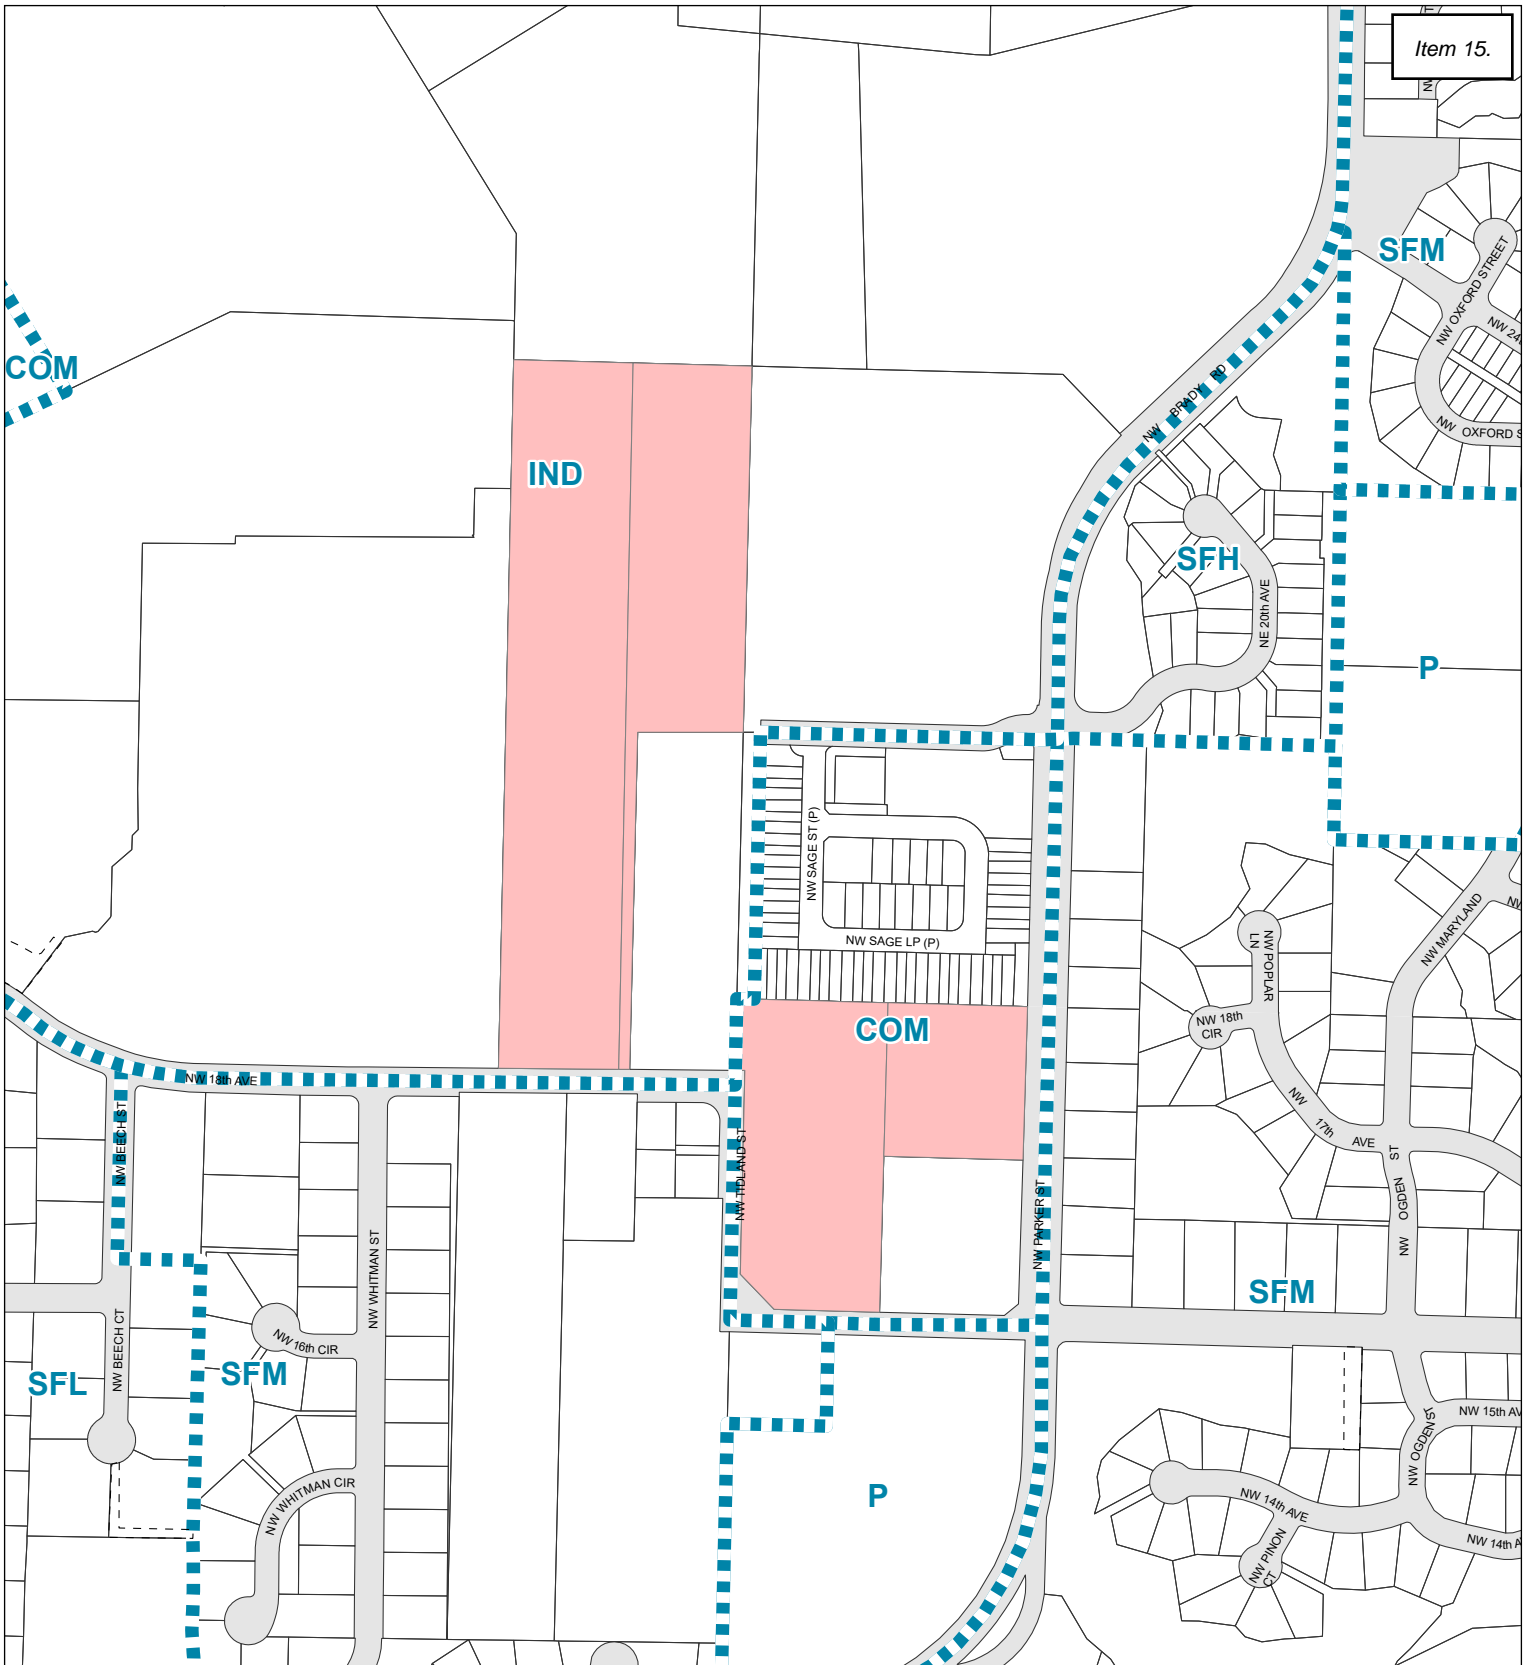 Item 15.
SFM
NW OXFORD STREET
COM
NW BRADY RD
NW OXFORD S
IND
SFH
NE 20th AVE
P
NW SAGE ST (P)
NW SAGE LP (P)
NW MARYLAND
NW POPLAR
LN
NW 18th
CIR
COM
NW 18th AVE
NW BEECH ST
NW TIDLAND ST
NW 17th AVE
NW PARKER ST
NW OGDEN ST
NW WHITMAN ST
SFM
NW BEECH CT
NW 16th CIR
SFM
SFL
NW 15th AV
NW OGDEN ST
NW WHITMAN CIR
P
NW 14th AVE
NW PINON
CT
NW 14th A